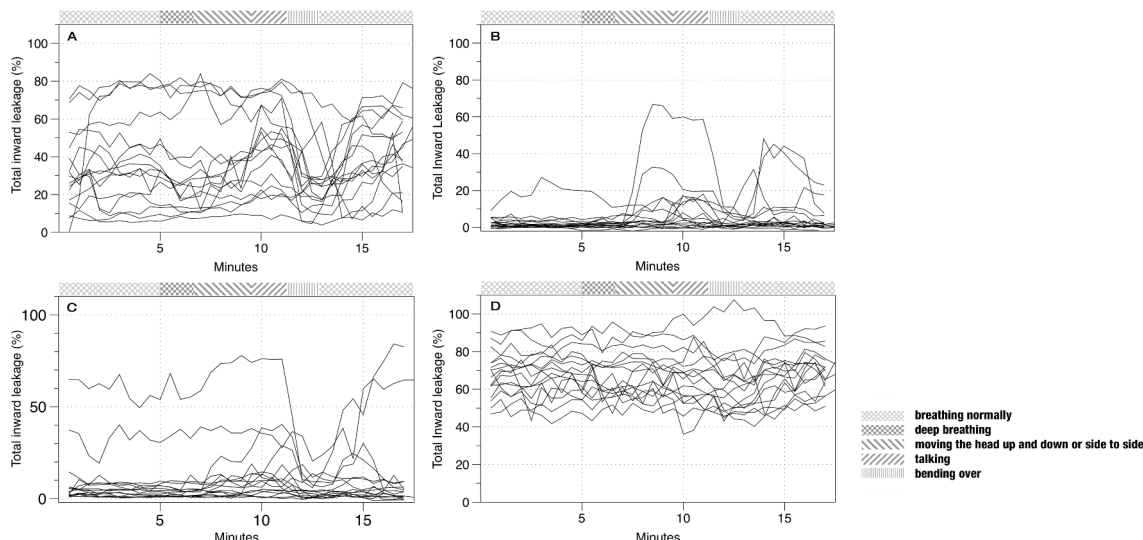 A
Total inward leakage (%)
100
80
60
40
20
0
5
10
15
Minutes
B
Total Inward Leakage (%)
100
80
60
40
20
0
5
10
15
Minutes
C
Total inward leakage (%)
100
50
0
5
10
15
Minutes
D
Total Inward leakage (%)
100
80
60
40
20
0
5
10
15
Minutes
breathing normally
deep breathing
moving the head up and down or side to side
talking
bending over